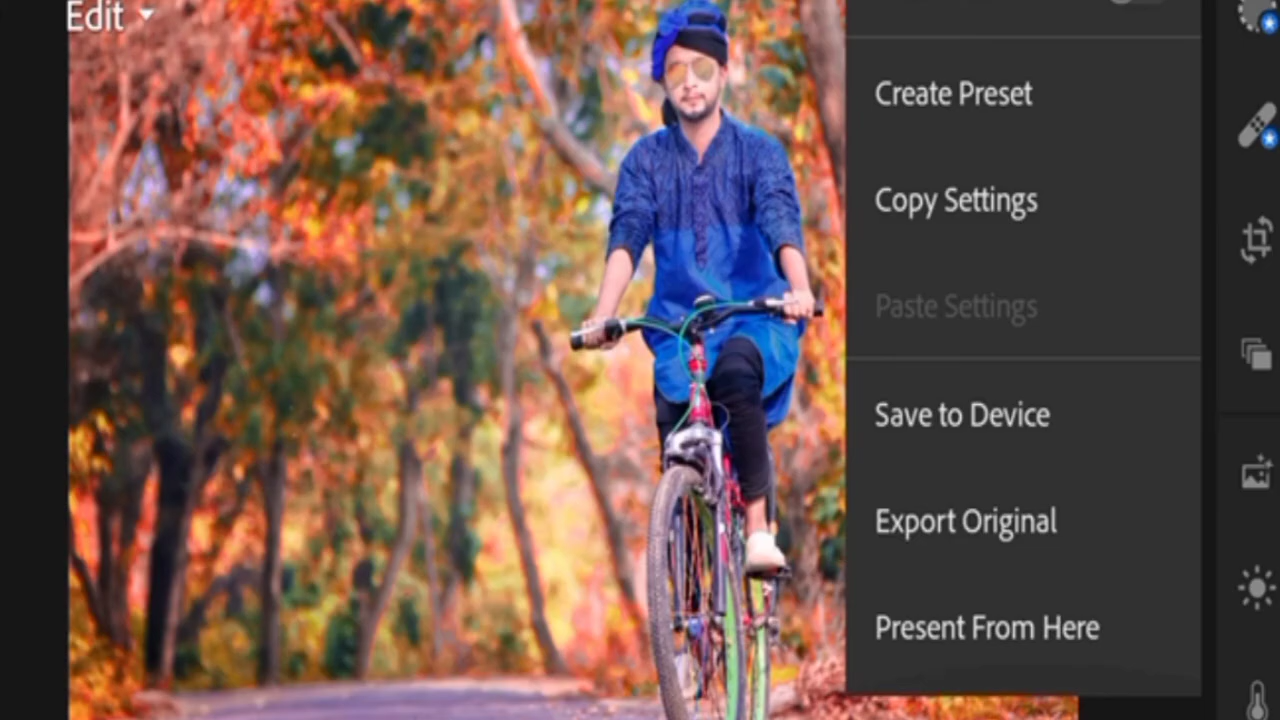 Edit
Create Preset
Copy Settings
Paste Settings
Save to Device
Export Original
Present From Here